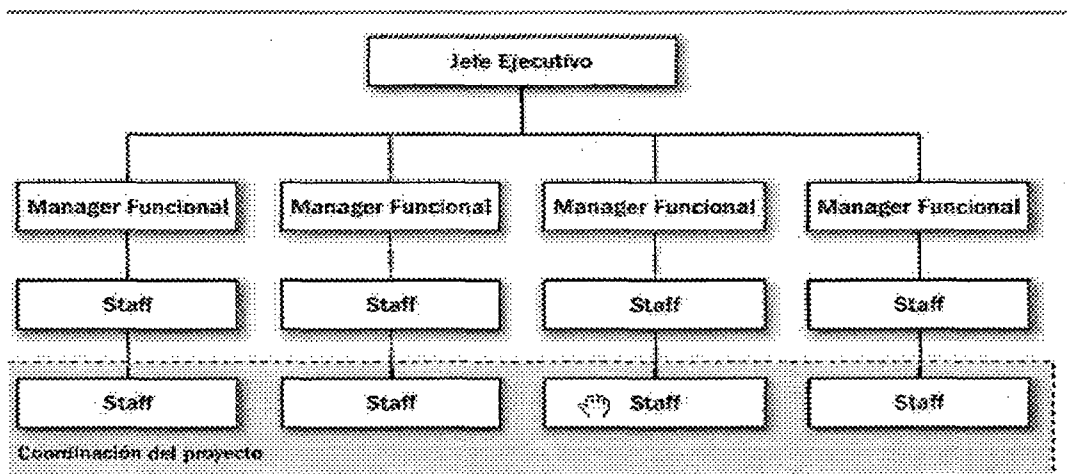 Jefe Ejecutivo
Manager Funcional Manager Funcional Manager Funcional Manager Funcional
Staff Staff Staff Staff
Staff Staff Staff Staff
Coordinación del proyecto